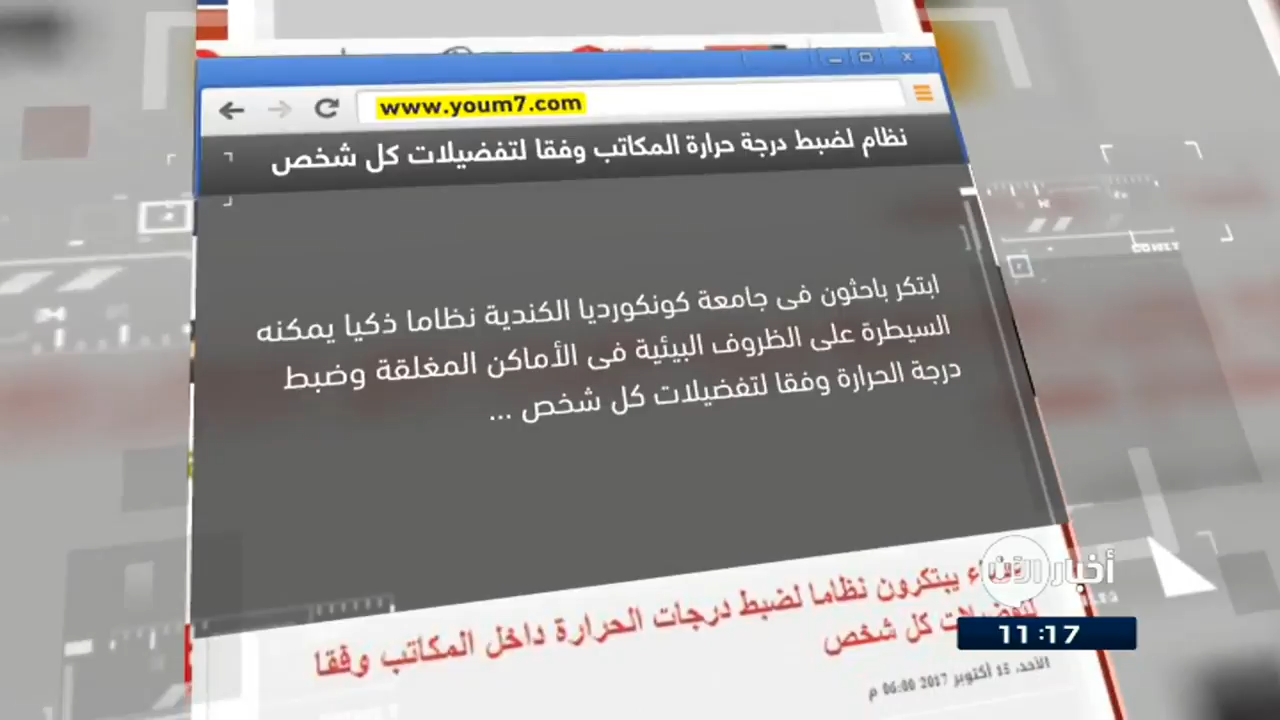 www.youm7.com
نظام لضبط درجة حرارة المكاتب وفقا لتفضيلات كل شخص
ابتكر باحثون فى جامعة كونكورديا الكندية نظاما ذكيا يمكنه
السيطرة على الظروف البيئية فى الأماكن المغلقة وضبط
درجة الحرارة وفقا لتفضيلات كل شخص ...
يبتكرون نظاما لضبط درجات الحرارة داخل المكاتب وفقا
لتفضيلات كل شخص
الأحد، 15 أكتوبر 2017 06:00 م
أخبار الآن
11:17